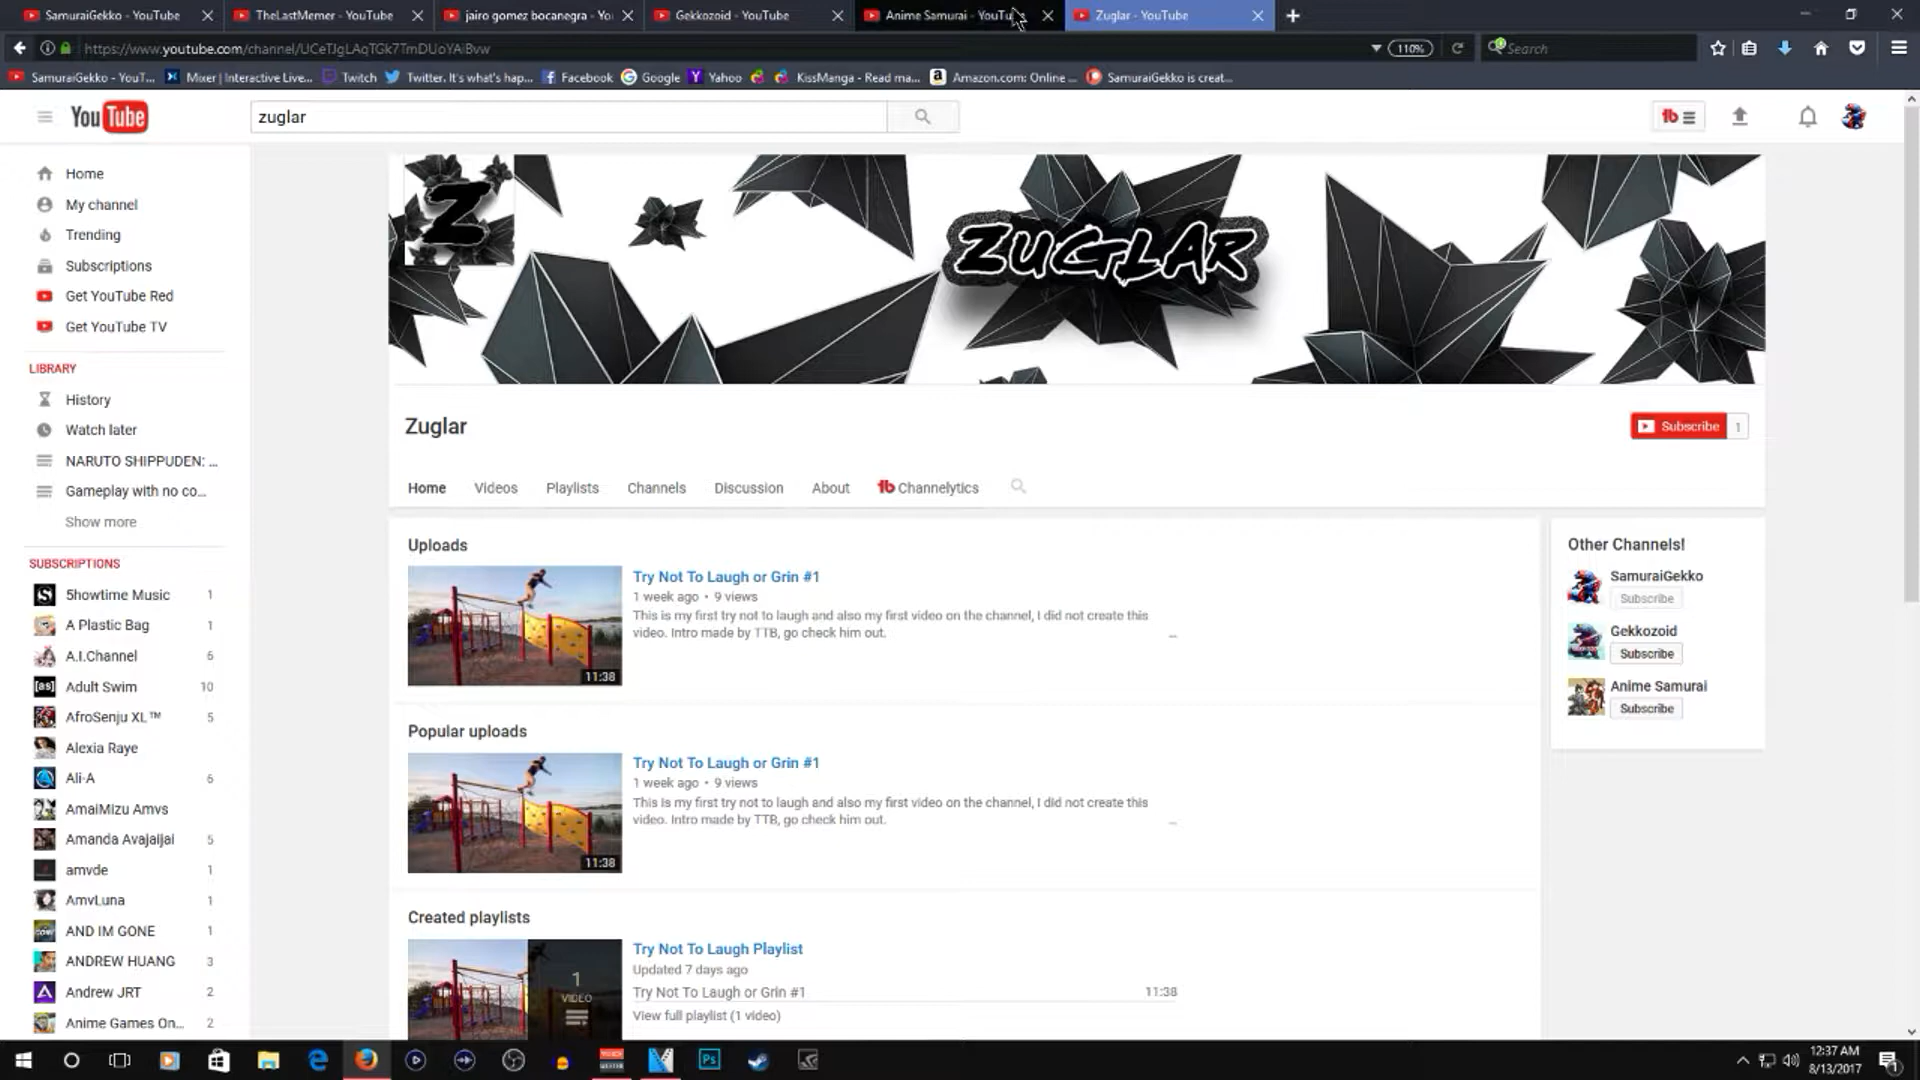 SamuraiGekko - YouTube
TheLastMemer - YouTube
jairo gomez bocanegra - Yo
Gekkozoid - YouTube
Anime Samurai - YouTu
Zuglar - YouTube
https://www.youtube.com/channel/UCeTJgLAqTGk7TmDUoYAiBvw
110%
Search
SamuraiGekko - YouT...
Mixer | Interactive Live...
Twitch
Twitter. It's what's hap...
Facebook
Google
Yahoo
KissManga - Read ma...
Amazon.com: Online ...
SamuraiGekko is creat...
YouTube
zuglar
Home
My channel
Trending
Subscriptions
Get YouTube Red
Get YouTube TV
LIBRARY
History
Watch later
NARUTO SHIPPUDEN: ...
Gameplay with no co...
Show more
SUBSCRIPTIONS
5howtime Music 1
A Plastic Bag 1
A.I.Channel 6
[as] Adult Swim 10
AfroSenju XL™ 5
Alexia Raye
Ali-A 6
AmaiMizu Amvs
Amanda Avajaijai 5
amvde 1
AmvLuna 1
AND IM GONE 1
ANDREW HUANG 3
Andrew JRT 2
Anime Games On... 2
Z
ZUGLAR
Zuglar
Subscribe 1
Home
Videos
Playlists
Channels
Discussion
About
Channelytics
Uploads
Try Not To Laugh or Grin #1
1 week ago • 9 views
This is my first try not to laugh and also my first video on the channel, I did not create this
video. Intro made by TTB, go check him out.
11:38
Popular uploads
Try Not To Laugh or Grin #1
1 week ago • 9 views
This is my first try not to laugh and also my first video on the channel, I did not create this
video. Intro made by TTB, go check him out.
11:38
Created playlists
1
VIDEO
Try Not To Laugh Playlist
Updated 7 days ago
Try Not To Laugh or Grin #1 11:38
View full playlist (1 video)
Other Channels!
SamuraiGekko
Subscribe
Gekkozoid
Subscribe
Anime Samurai
Subscribe
Ps
12:37 AM
8/13/2017
1